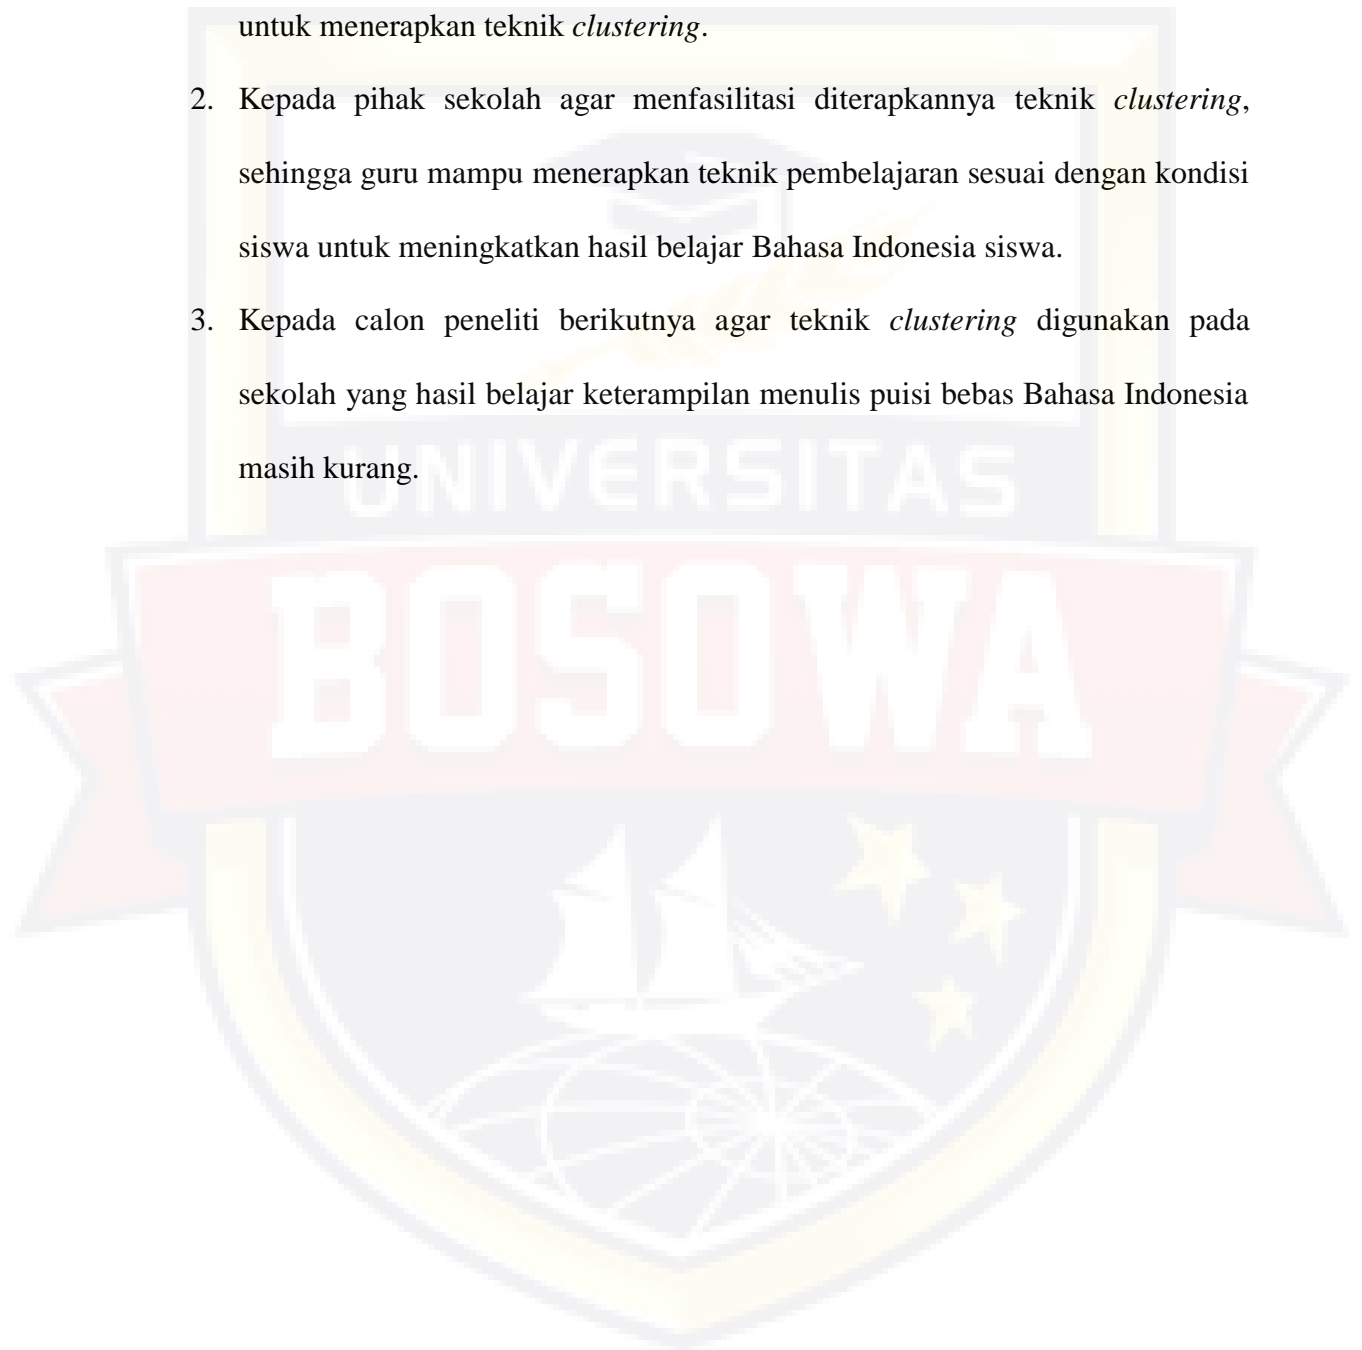 untuk menerapkan teknik clustering.
2. Kepada pihak sekolah agar menfasilitasi diterapkannya teknik clustering,
sehingga guru mampu menerapkan teknik pembelajaran sesuai dengan kondisi
siswa untuk meningkatkan hasil belajar Bahasa Indonesia siswa.
3. Kepada calon peneliti berikutnya agar teknik clustering digunakan pada
sekolah yang hasil belajar keterampilan menulis puisi bebas Bahasa Indonesia
masih kurang.
UNIVERSITAS
BOSOWA